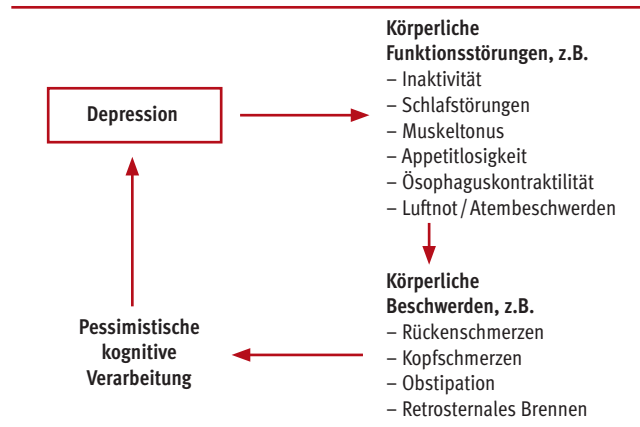 Körperliche
Funktionsstörungen, z.B.
– Inaktivität
– Schlafstörungen
– Muskeltonus
– Appetitlosigkeit
– Ösophaguskontraktilität
– Luftnot / Atembeschwerden
Depression
Körperliche
Beschwerden, z.B.
– Rückenschmerzen
– Kopfschmerzen
– Obstipation
– Retrosternales Brennen
Pessimistische
kognitive
Verarbeitung